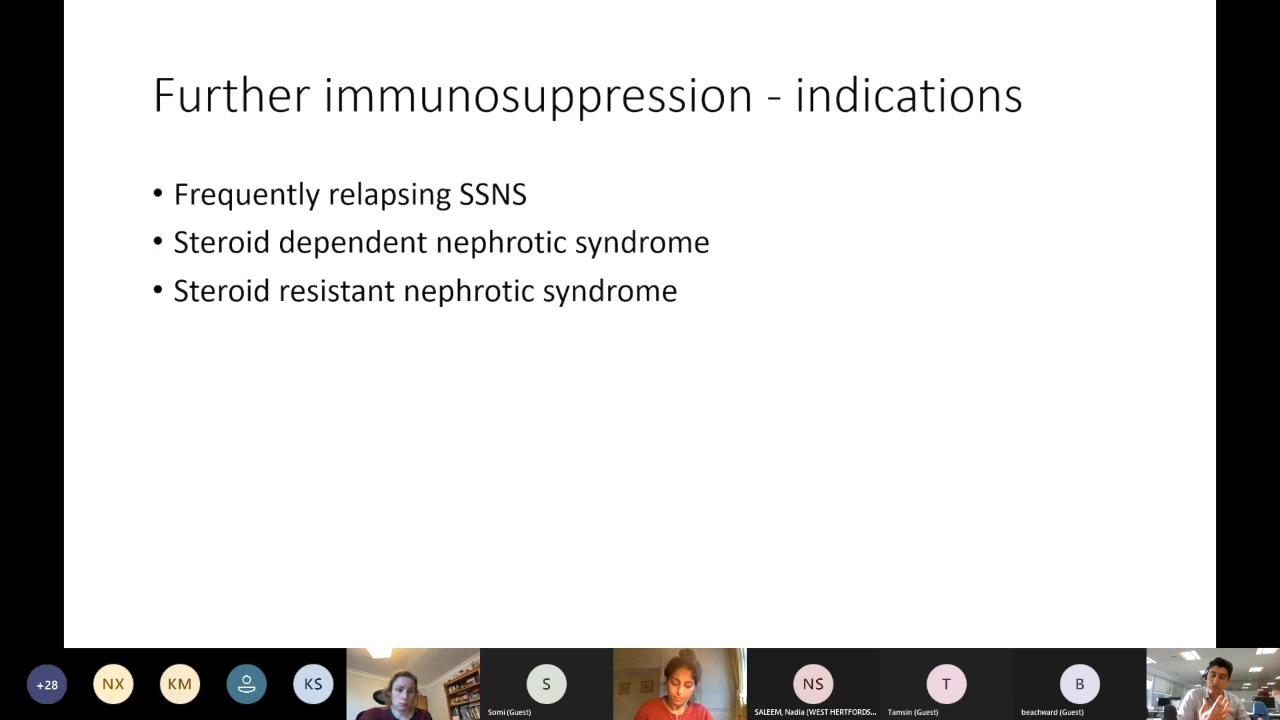 Further immunosuppression - indications
• Frequently relapsing SSNS
• Steroid dependent nephrotic syndrome
• Steroid resistant nephrotic syndrome
+28
NX
KM
KS
S
Somi (Guest)
NS
SALEEM, Nadia (WEST HERTFORDS...
T
Tamsin (Guest)
B
beachward (Guest)